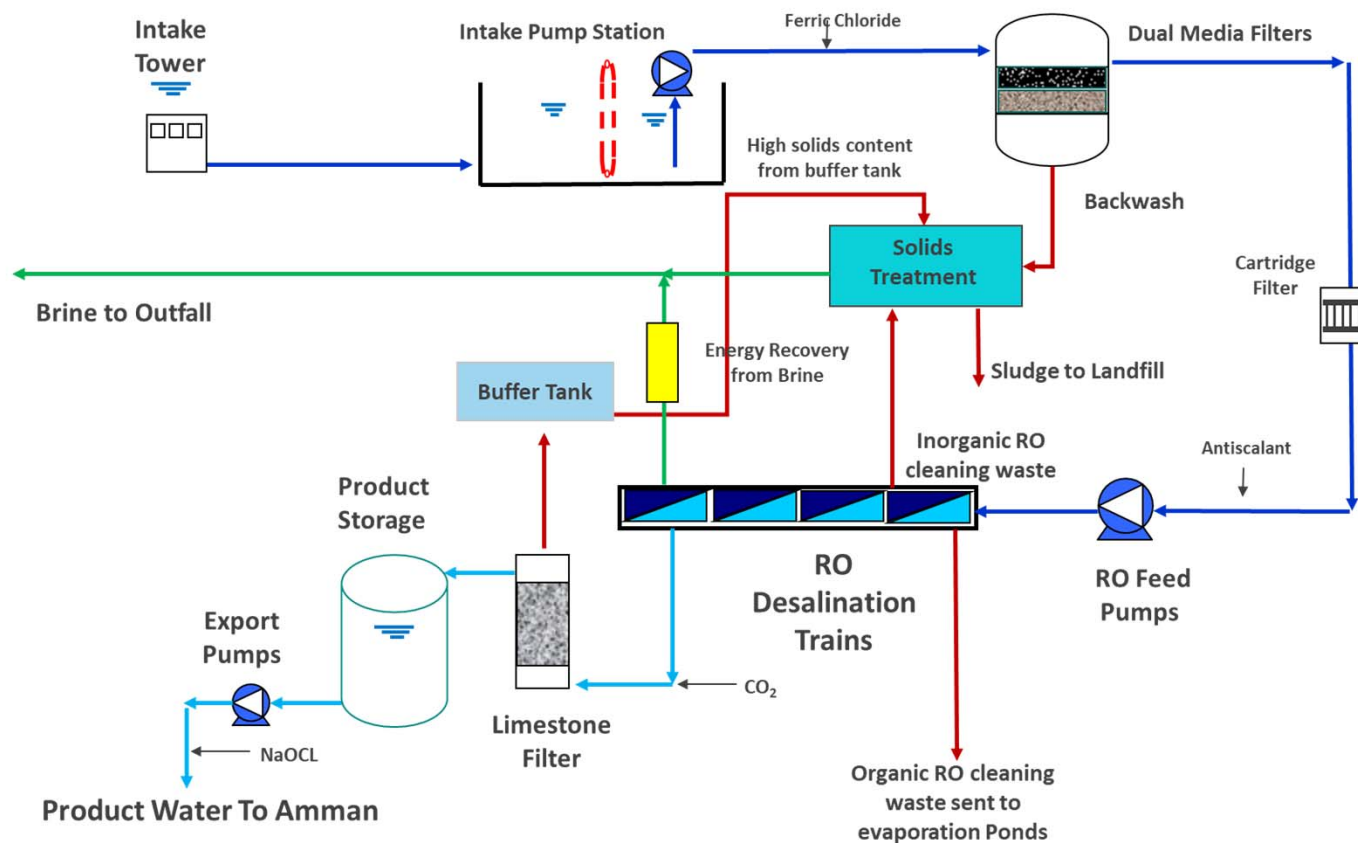 Intake
Tower
Intake Pump Station
Ferric Chloride
Dual Media Filters
High solids content
from buffer tank
Backwash
Solids
Treatment
Cartridge
Filter
Brine to Outfall
Energy Recovery
from Brine
Sludge to Landfill
Buffer Tank
Inorganic RO
cleaning waste
Antiscalant
Product
Storage
RO
Desalination
Trains
RO Feed
Pumps
Export
Pumps
CO₂
Limestone
Filter
NaOCL
Product Water To Amman
Organic RO cleaning
waste sent to
evaporation Ponds